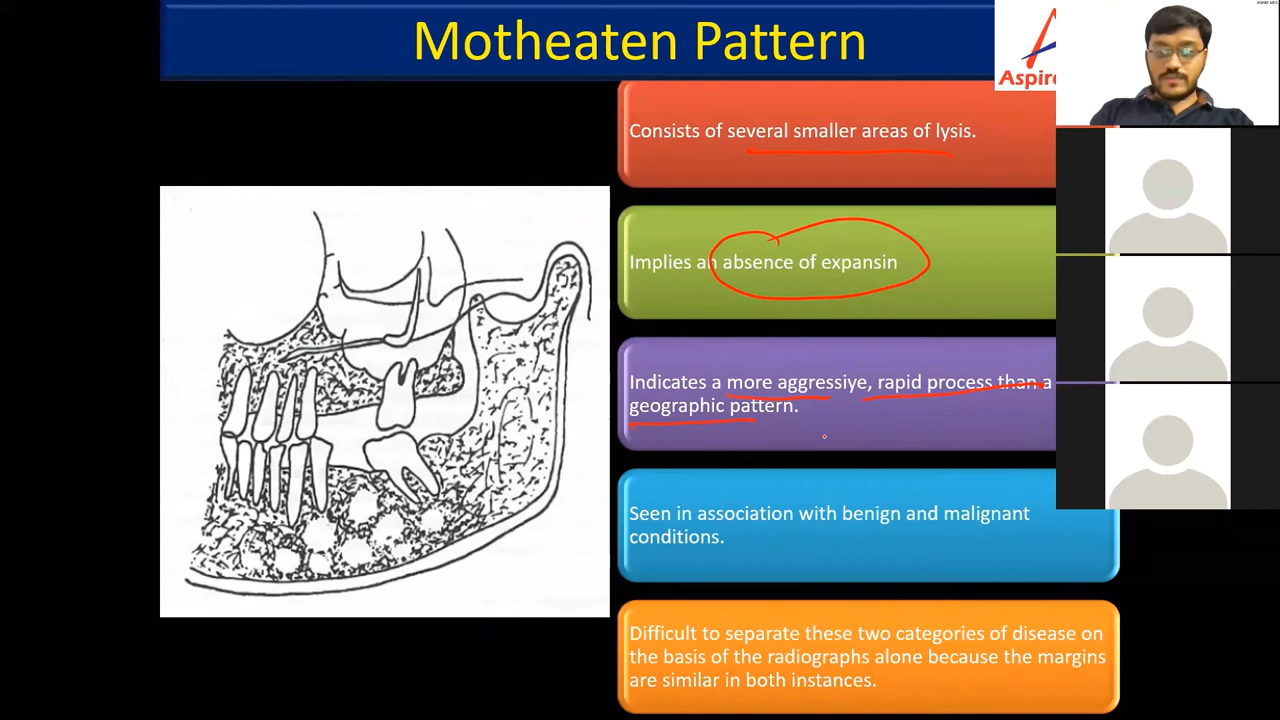 Motheaten Pattern
Aspire
Consists of several smaller areas of lysis.
Implies an absence of expansin
Indicates a more aggressive, rapid process than a
geographic pattern.
Seen in association with benign and malignant
conditions.
Difficult to separate these two categories of disease on
the basis of the radiographs alone because the margins
are similar in both instances.